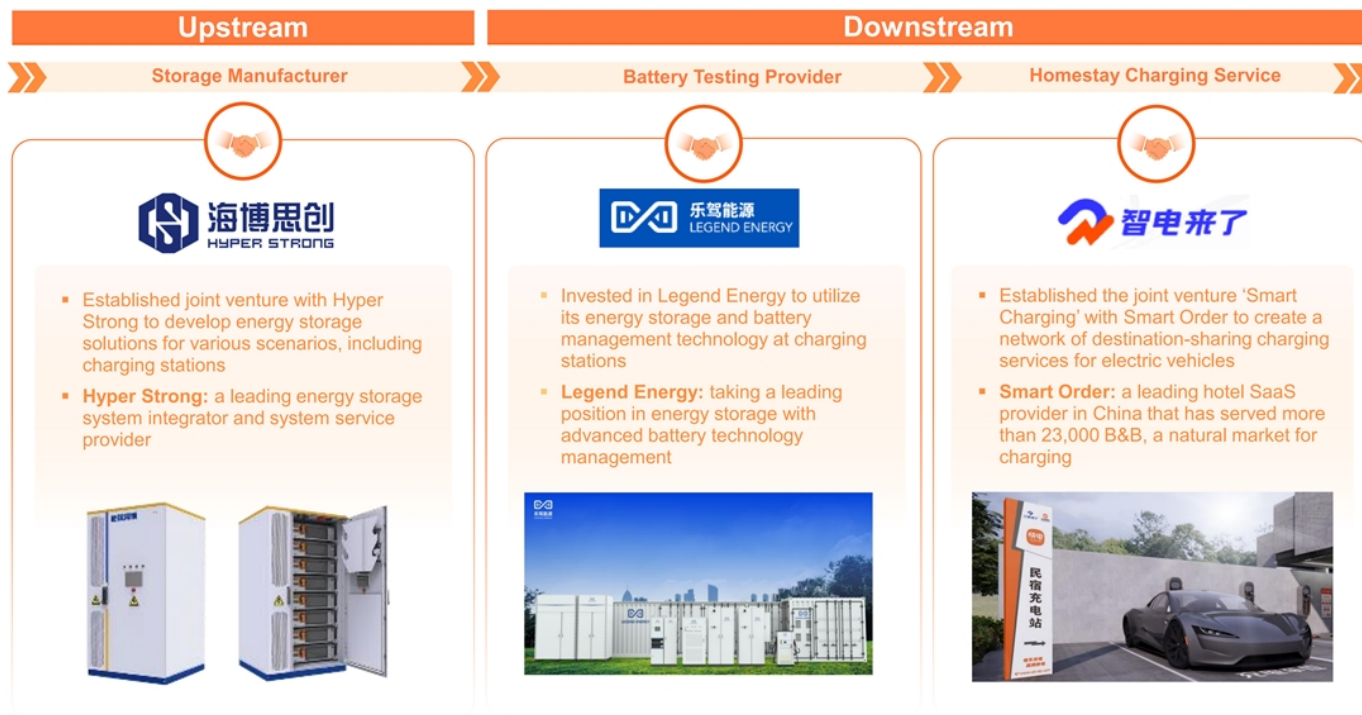 Upstream
Downstream
Storage Manufacturer
Battery Testing Provider
Homestay Charging Service
海博思创
HYPER STRONG
▪ Established joint venture with Hyper
Strong to develop energy storage
solutions for various scenarios, including
charging stations
▪ Hyper Strong: a leading energy storage
system integrator and system service
provider
乐驾能源
LEGEND ENERGY
▪ Invested in Legend Energy to utilize
its energy storage and battery
management technology at charging
stations
▪ Legend Energy: taking a leading
position in energy storage with
advanced battery technology
management
乐驾能源
智电来了
▪ Established the joint venture ‘Smart
Charging’ with Smart Order to create a
network of destination-sharing charging
services for electric vehicles
▪ Smart Order: a leading hotel SaaS
provider in China that has served more
than 23,000 B&B, a natural market for
charging
民宿充电站